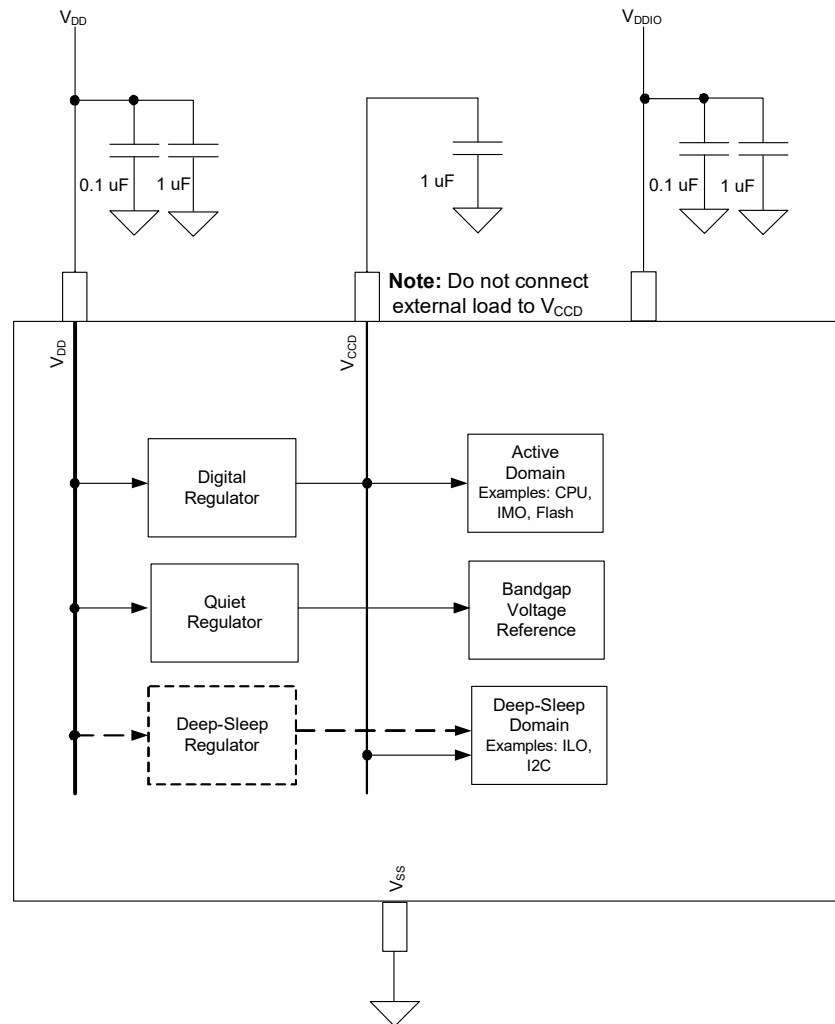 VDD
VDDIO
0.1 uF
1 uF
1 uF
0.1 uF
1 uF
Note: Do not connect
external load to VCCD
VDD
VCCD
Digital
Regulator
Active
Domain
Examples: CPU,
IMO, Flash
Quiet
Regulator
Bandgap
Voltage
Reference
Deep-Sleep
Regulator
Deep-Sleep
Domain
Examples: ILO,
I2C
VSS